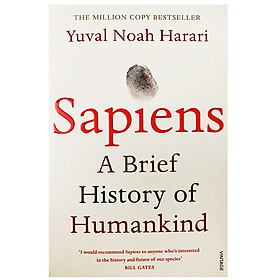 THE MILLION COPY BESTSELLER
Yuval Noah Harari
Sapiens
A Brief
History of
Humankind
'I would recommend Sapiens to anyone who's interested
in the history and future of our species'
BILL GATES
VINTAGE